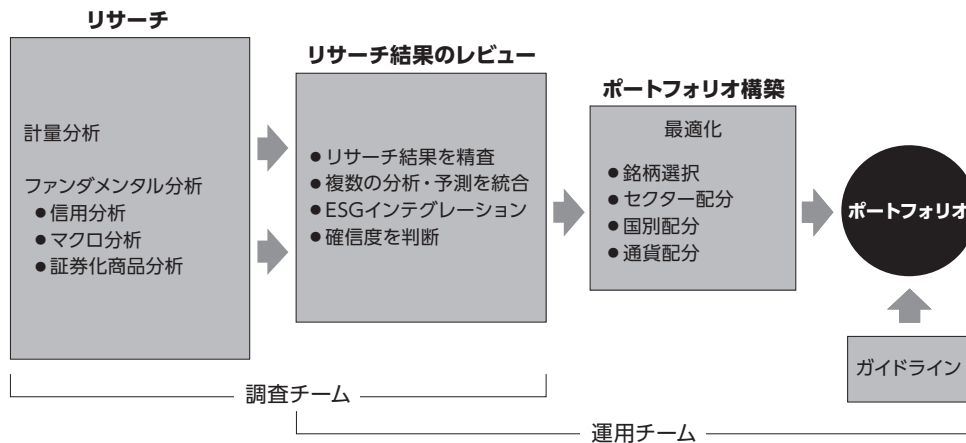 リサーチ
計量分析
ファンダメンタル分析
●信用分析
●マクロ分析
●証券化商品分析
リサーチ結果のレビュー
●リサーチ結果を精査
●複数の分析・予測を統合
●ESGインテグレーション
●確信度を判断
ポートフォリオ構築
最適化
●銘柄選択
●セクター配分
●国別配分
●通貨配分
ポートフォリオ
ガイドライン
調査チーム
運用チーム